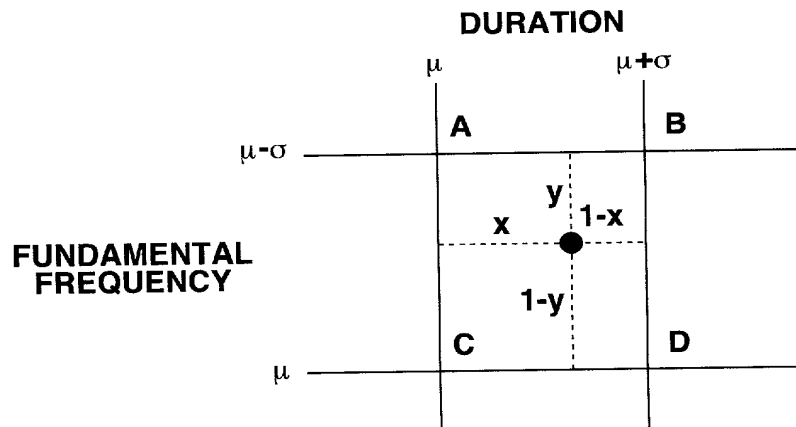 DURATION
μ
μ+σ
A
B
μ-σ
y
1-x
x
FUNDAMENTAL
FREQUENCY
1-y
C
D
μ